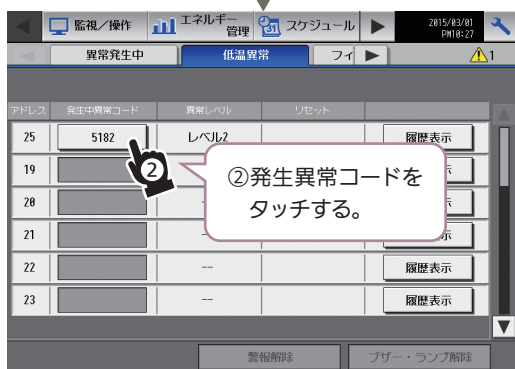 監視/操作 エネルギー管理 スケジュール 2015/03/01 PM10:27
異常発生中 低温異常 フィ 1
アドレス 発生中異常コード 異常レベル リセット
25 5182 レベル2 履歴表示
19 示
20 示
21 示
22 -- 履歴表示
23 -- 履歴表示
②
②発生異常コードを
タッチする。
警報解除 ブザー・ランプ解除